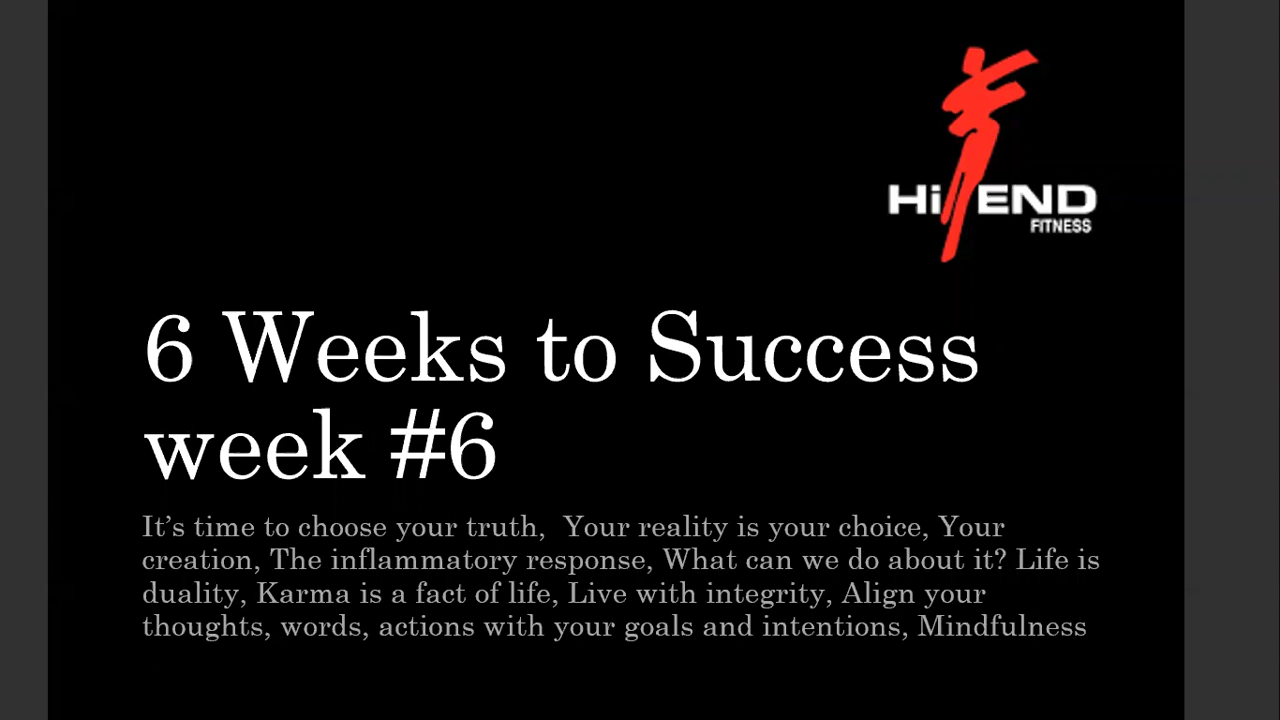 Hi END
FITNESS
6 Weeks to Success
week #6
It's time to choose your truth,  Your reality is your choice, Your
creation, The inflammatory response, What can we do about it? Life is
duality, Karma is a fact of life, Live with integrity, Align your
thoughts, words, actions with your goals and intentions, Mindfulness